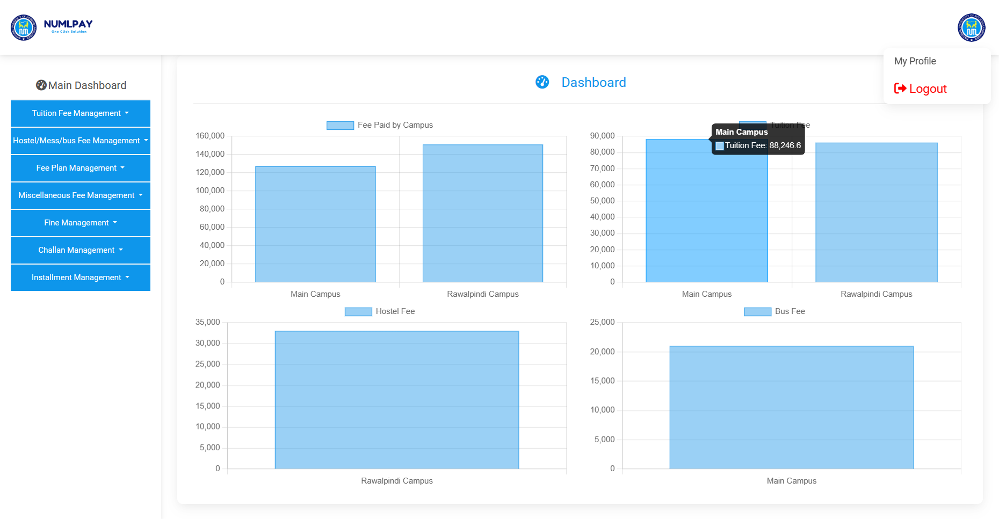 NUMLPAY
One Click Solution
My Profile
Logout
Main Dashboard
Tuition Fee Management
Hostel/Mess/bus Fee Management
Fee Plan Management
Miscellaneous Fee Management
Fine Management
Challan Management
Installment Management
Dashboard
Fee Paid by Campus
160,000
140,000
120,000
100,000
80,000
60,000
40,000
20,000
0
Main Campus Rawalpindi Campus
Tuition Fee
Main Campus
Tuition Fee: 88,246.6
90,000
80,000
70,000
60,000
50,000
40,000
30,000
20,000
10,000
0
Main Campus Rawalpindi Campus
Hostel Fee
35,000
30,000
25,000
20,000
15,000
10,000
5,000
0
Rawalpindi Campus
Bus Fee
25,000
20,000
15,000
10,000
5,000
0
Main Campus